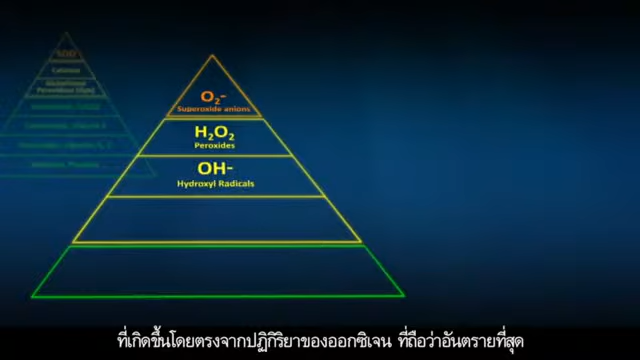 SOD
Catalase
O₂-
Superoxide anions
H₂O₂
Peroxides
OH-
Hydroxyl Radicals
ที่เกิดขึ้นโดยตรงจากปฏิกิริยาของออกซิเจน ที่ถือว่าอันตรายที่สุด